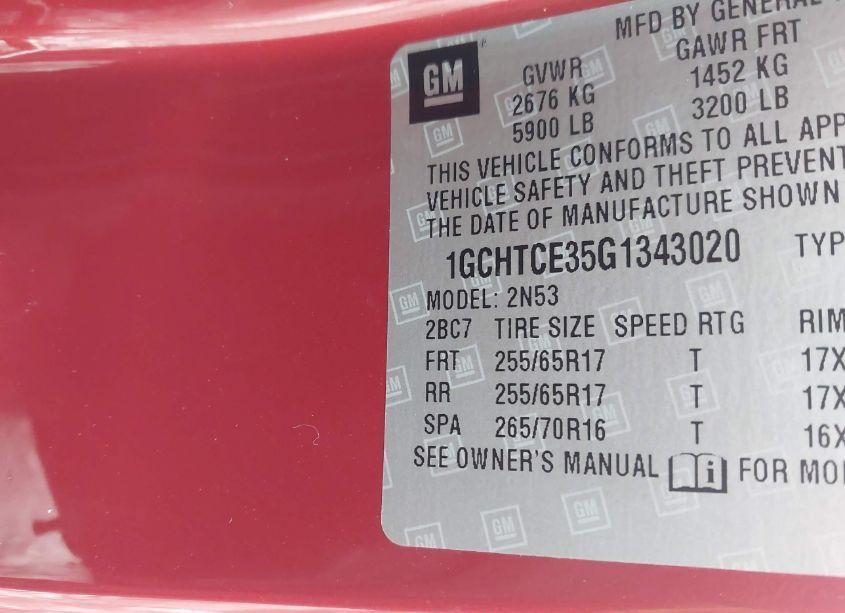 MFD BY GENERAL
GM
GVWR GAWR FRT
2676 KG 1452 KG
5900 LB 3200 LB
THIS VEHICLE CONFORMS TO ALL APP
VEHICLE SAFETY AND THEFT PREVENT
THE DATE OF MANUFACTURE SHOWN
1GCHTCE35G1343020 TYP
MODEL: 2N53
2BC7 TIRE SIZE SPEED RTG RIM
FRT 255/65R17 T 17X
RR 255/65R17 T 17X
SPA 265/70R16 T 16X
SEE OWNER'S MANUAL i FOR MO